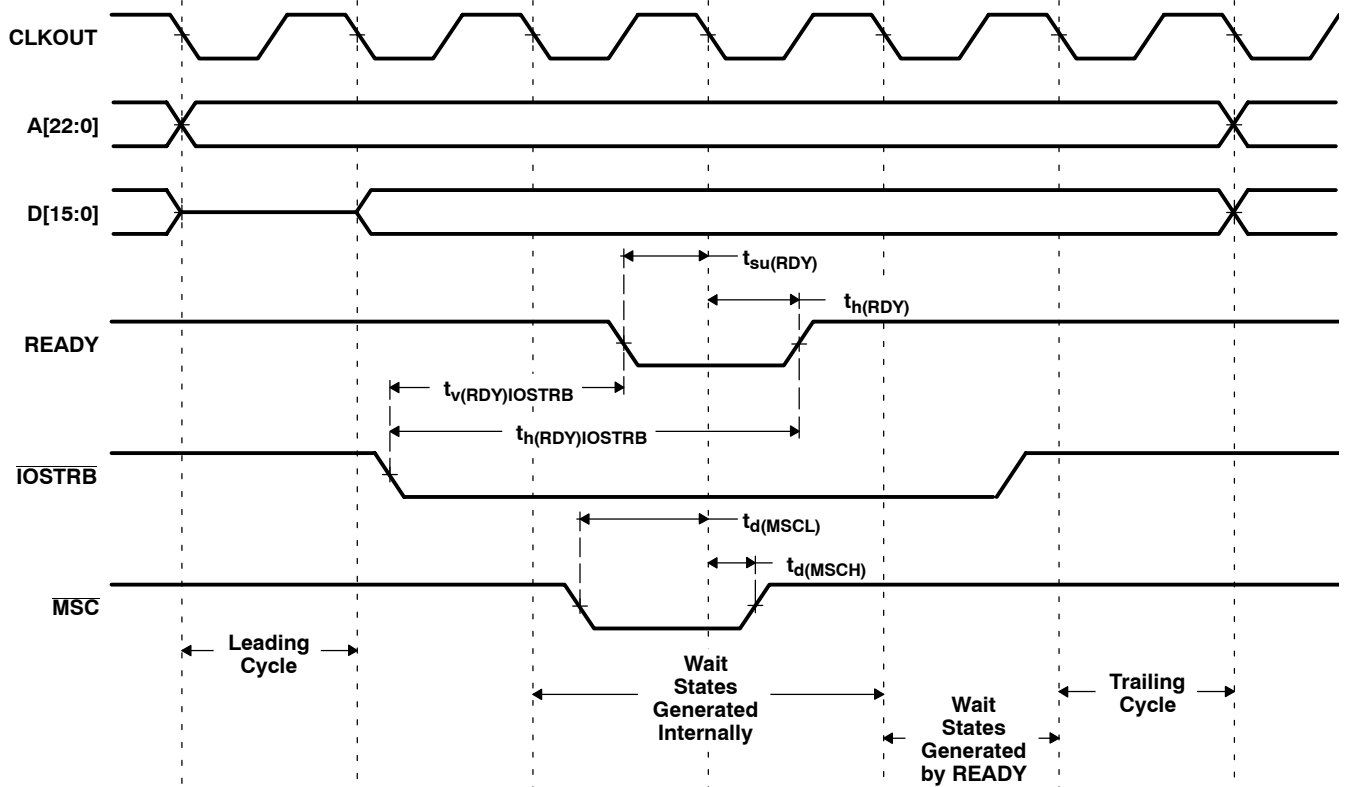 CLKOUT
A[22:0]
D[15:0]
tsu(RDY)
th(RDY)
READY
tv(RDY)IOSTRB
th(RDY)IOSTRB
IOSTRB
td(MSCL)
td(MSCH)
MSC
Leading
Cycle
Wait
States
Generated
Internally
Wait
States
Generated
by READY
Trailing
Cycle